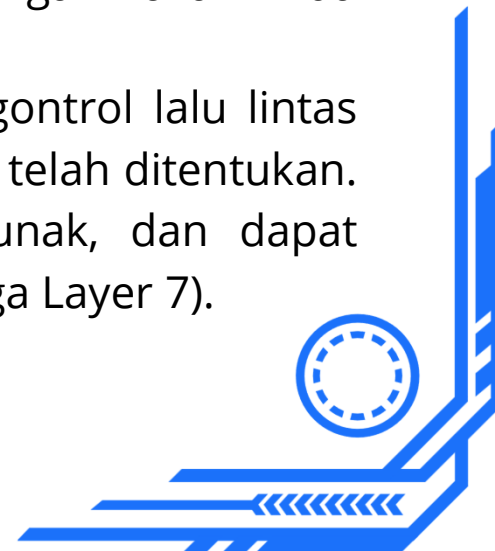 gontrol lalu lintas
telah ditentukan.
unak, dan dapat
ga Layer 7).